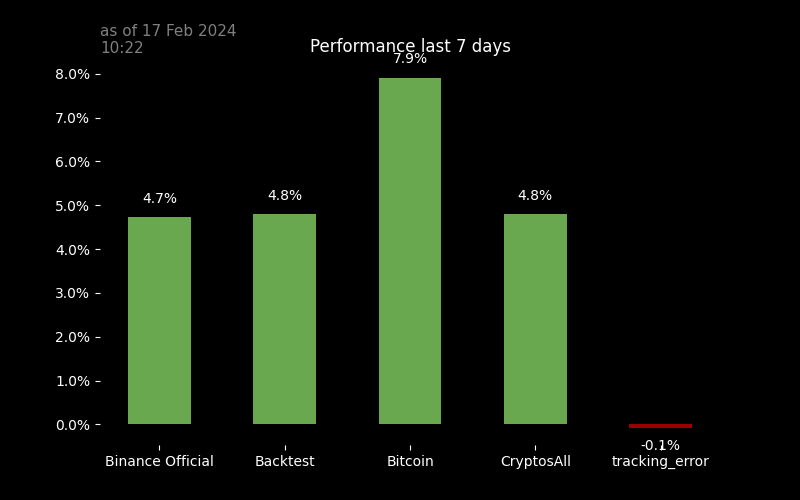 as of 17 Feb 2024
10:22
Performance last 7 days
8.0%
7.0%
6.0%
5.0%
4.0%
3.0%
2.0%
1.0%
0.0%
4.7%
4.8%
7.9%
4.8%
-0.1%
Binance Official
Backtest
Bitcoin
CryptosAll
tracking_error